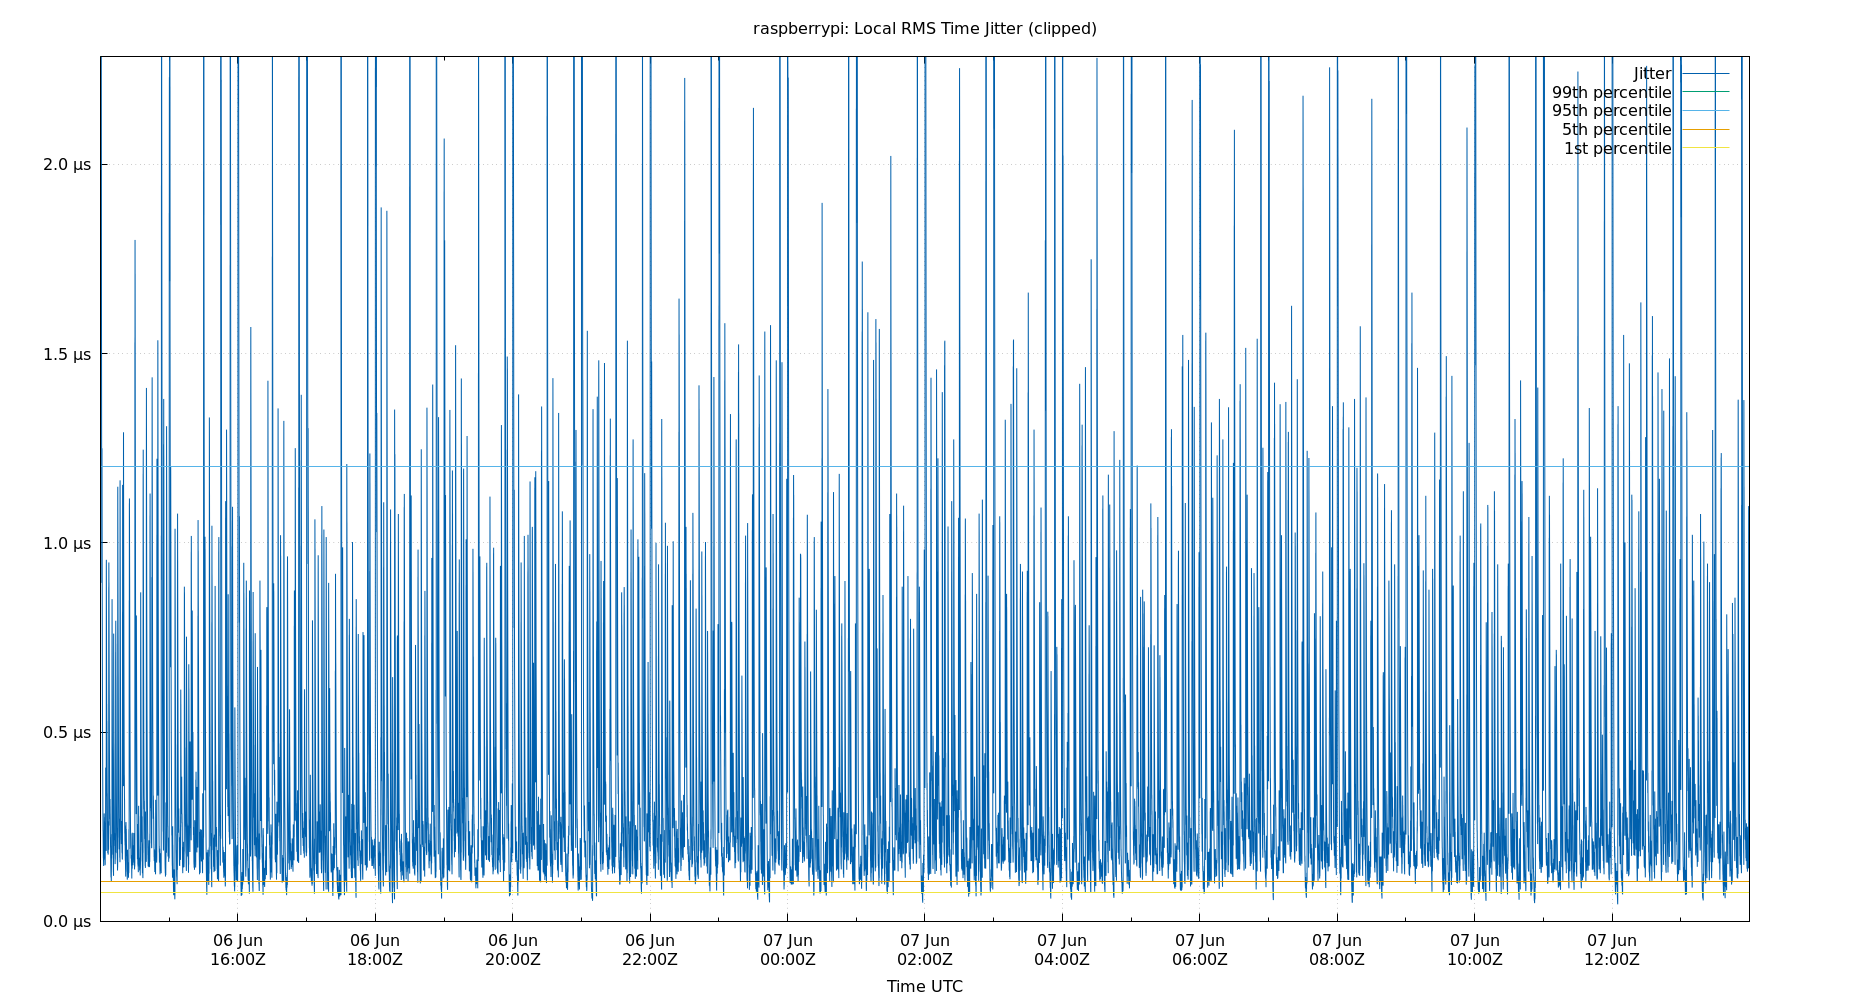 raspberrypi: Local RMS Time Jitter (clipped)
Jitter
99th percentile
95th percentile
5th percentile
1st percentile
2.0 µs
1.5 µs
1.0 µs
0.5 µs
0.0 µs
06 Jun 06 Jun 06 Jun 06 Jun 07 Jun 07 Jun 07 Jun 07 Jun 07 Jun 07 Jun 07 Jun
16:00Z 18:00Z 20:00Z 22:00Z 00:00Z 02:00Z 04:00Z 06:00Z 08:00Z 10:00Z 12:00Z
Time UTC